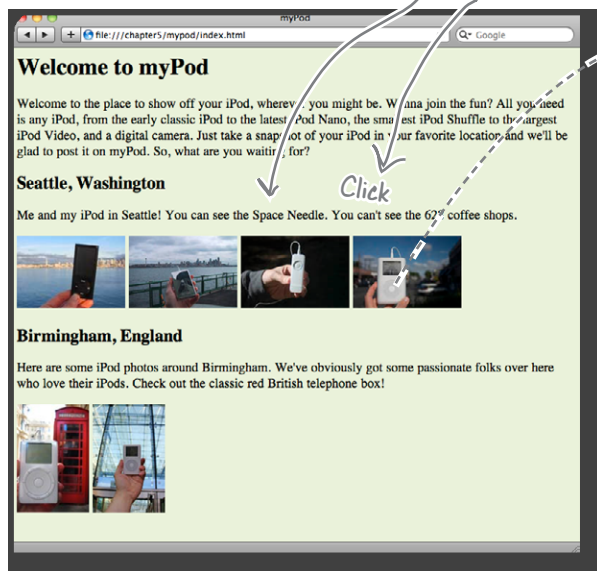 myPod
file:///chapter5/mypod/index.html
Google
Welcome to myPod
Welcome to the place to show off your iPod, wherever you might be. Wanna join the fun? All you need
is any iPod, from the early classic iPod to the latest iPod Nano, the smallest iPod Shuffle to the largest
iPod Video, and a digital camera. Just take a snapshot of your iPod in your favorite location and we'll be
glad to post it on myPod. So, what are you waiting for?
Seattle, Washington
Click
Me and my iPod in Seattle! You can see the Space Needle. You can't see the 628 coffee shops.
Birmingham, England
Here are some iPod photos around Birmingham. We've obviously got some passionate folks over here
who love their iPods. Check out the classic red British telephone box!